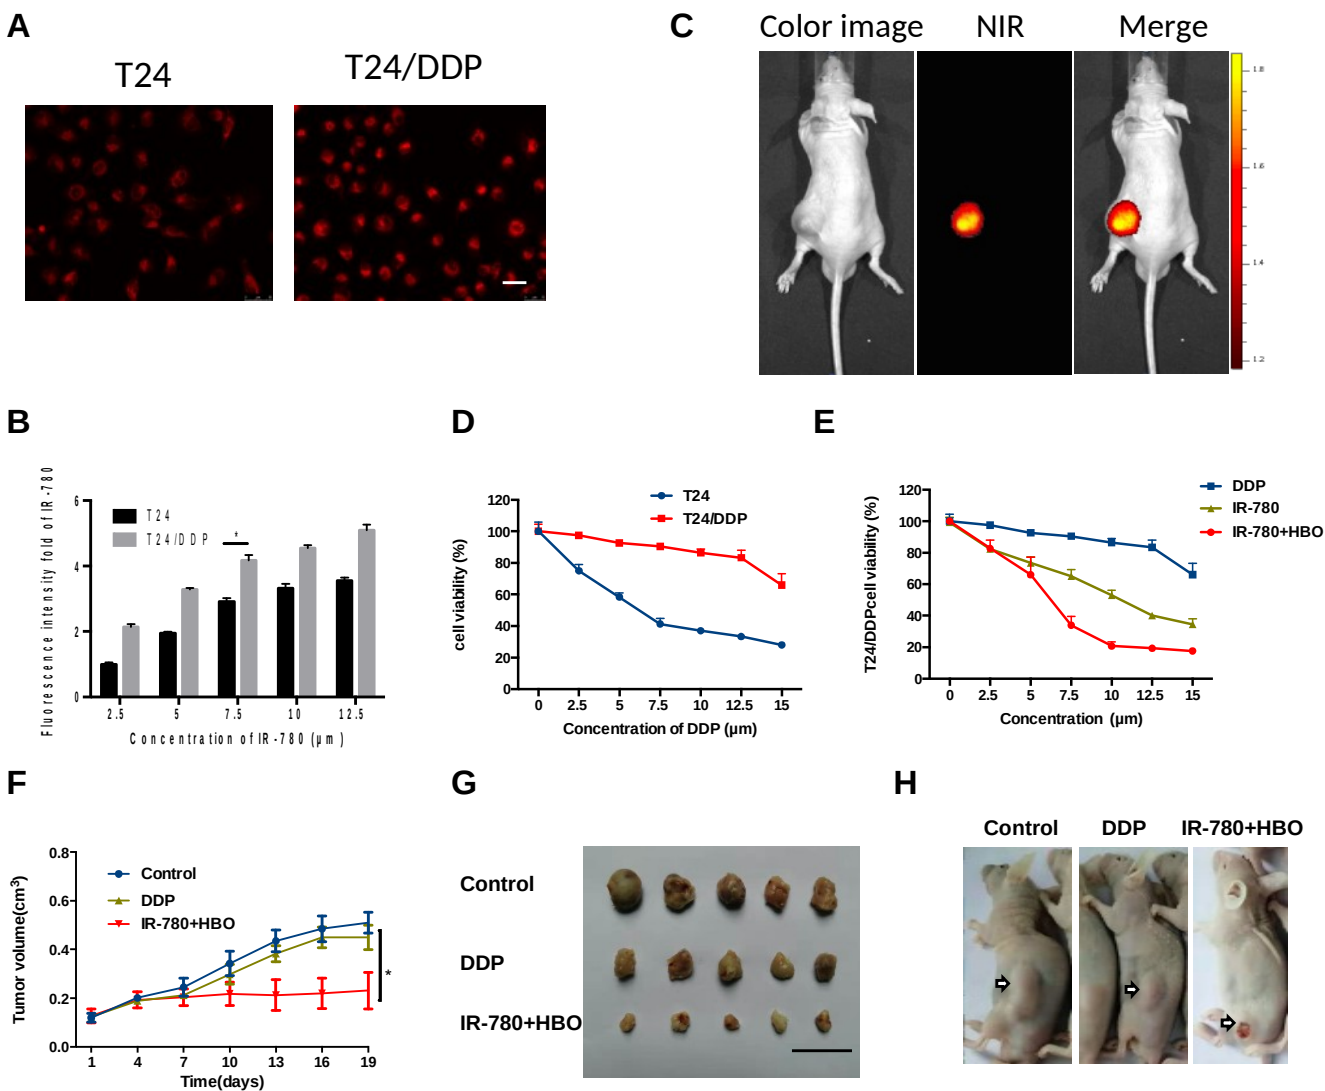 A
T24
T24/DDP
C
Color image
NIR
Merge
1.8
1.6
1.4
1.2
B
Fluorescence intensity fold of IR-780
6
4
2
0
T24
T24/DDP
*
2.5 5 7.5 10 12.5
Concentration of IR-780 (µm)
D
cell viability (%)
120
100
80
60
40
20
0
T24
T24/DDP
0 2.5 5 7.5 10 12.5 15
Concentration of DDP (µm)
E
T24/DDPcell viability (%)
120
100
80
60
40
20
0
DDP
IR-780
IR-780+HBO
0 2.5 5 7.5 10 12.5 15
Concentration (µm)
F
Tumor volume(cm³)
0.8
0.6
0.4
0.2
0.0
Control
DDP
IR-780+HBO
*
1 4 7 10 13 16 19
Time(days)
G
Control
DDP
IR-780+HBO
H
Control
DDP
IR-780+HBO